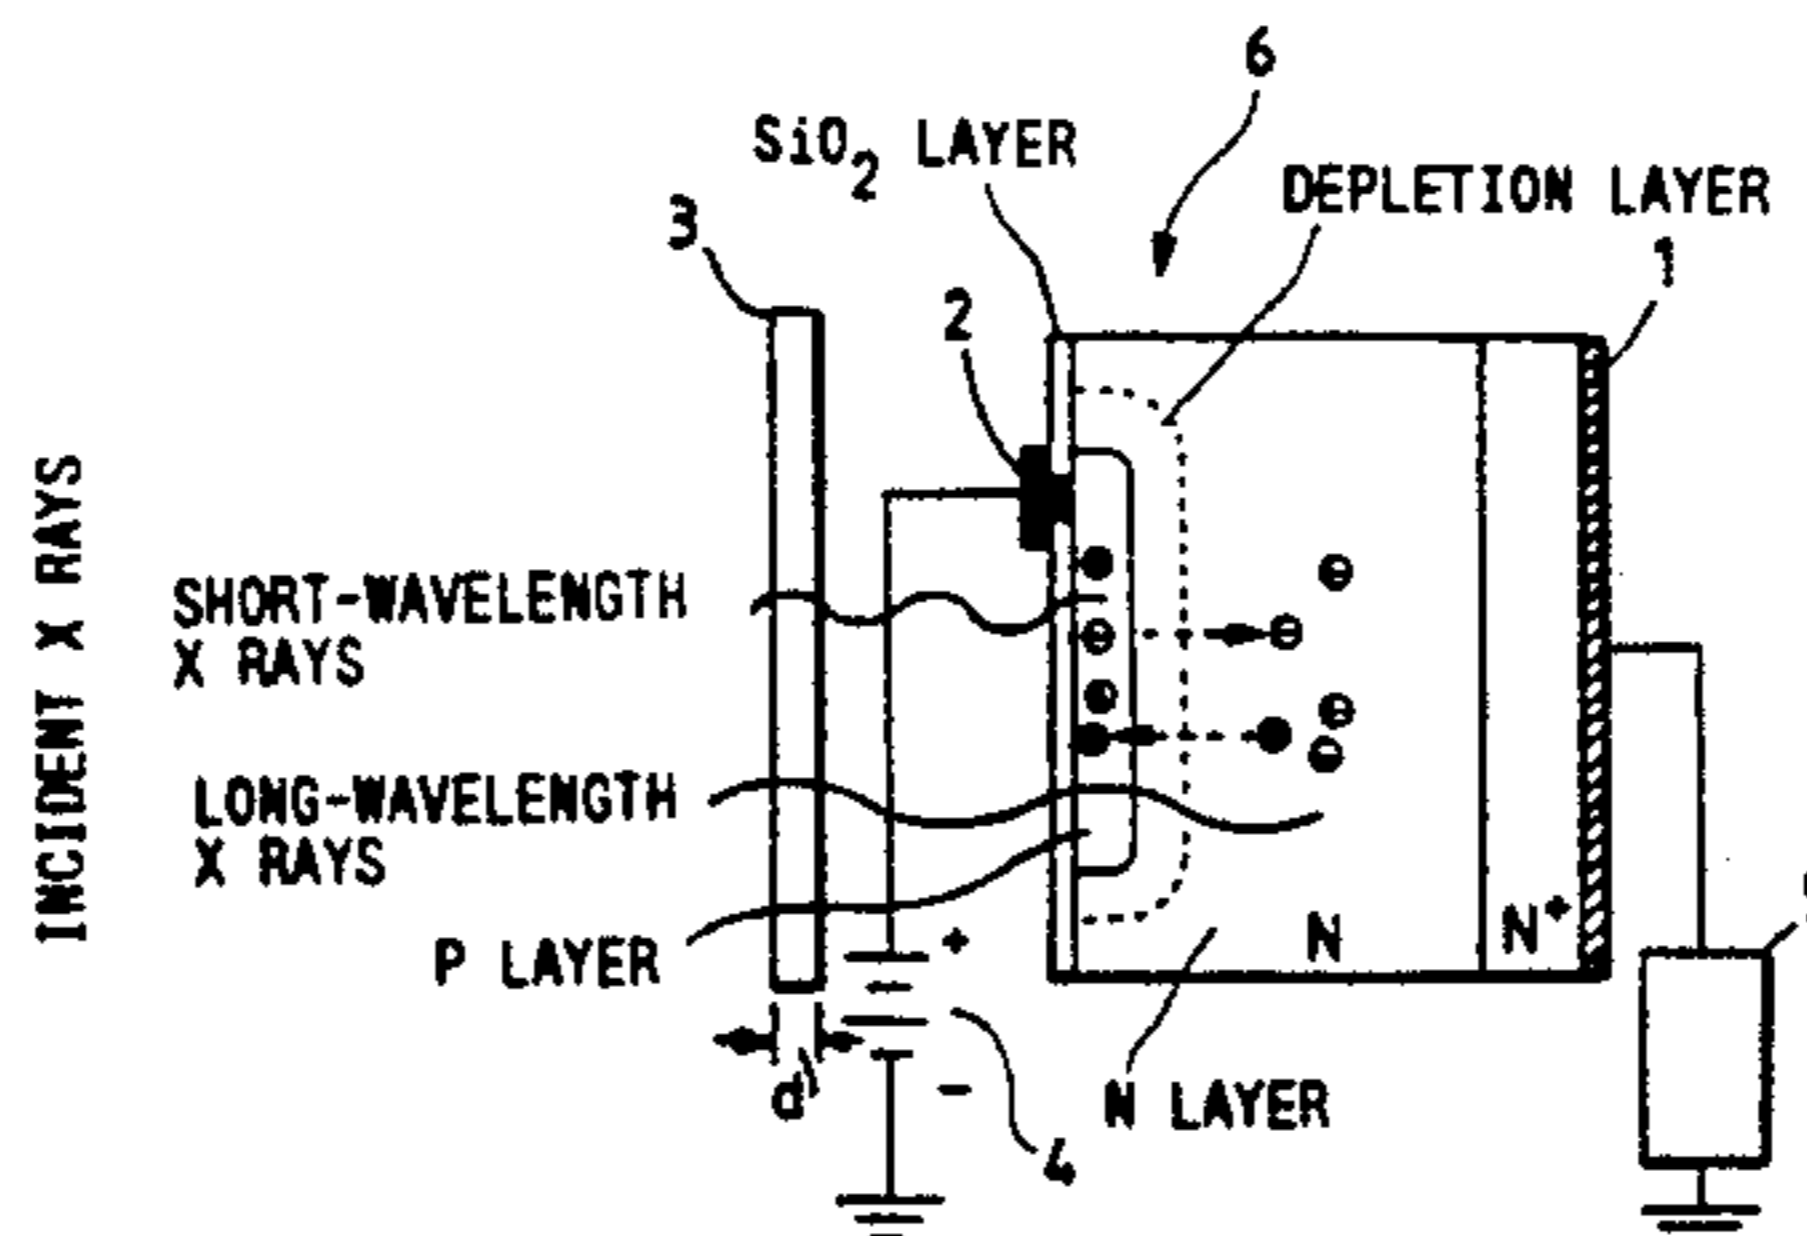 6
SiO2 LAYER
DEPLETION LAYER
3
1
2
INCIDENT X RAYS
SHORT-WAVELENGTH
X RAYS
LONG-WAVELENGTH
X RAYS
P LAYER
+
N
N+
d
-
N LAYER
4